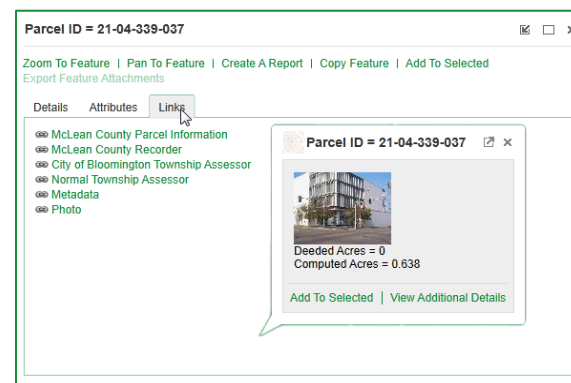 Parcel ID = 21-04-339-037
Zoom To Feature | Pan To Feature | Create A Report | Copy Feature | Add To Selected
Export Feature Attachments
Details Attributes Links
McLean County Parcel Information
McLean County Recorder
City of Bloomington Township Assessor
Normal Township Assessor
Metadata
Photo
Parcel ID = 21-04-339-037
Deeded Acres = 0
Computed Acres = 0.638
Add To Selected | View Additional Details